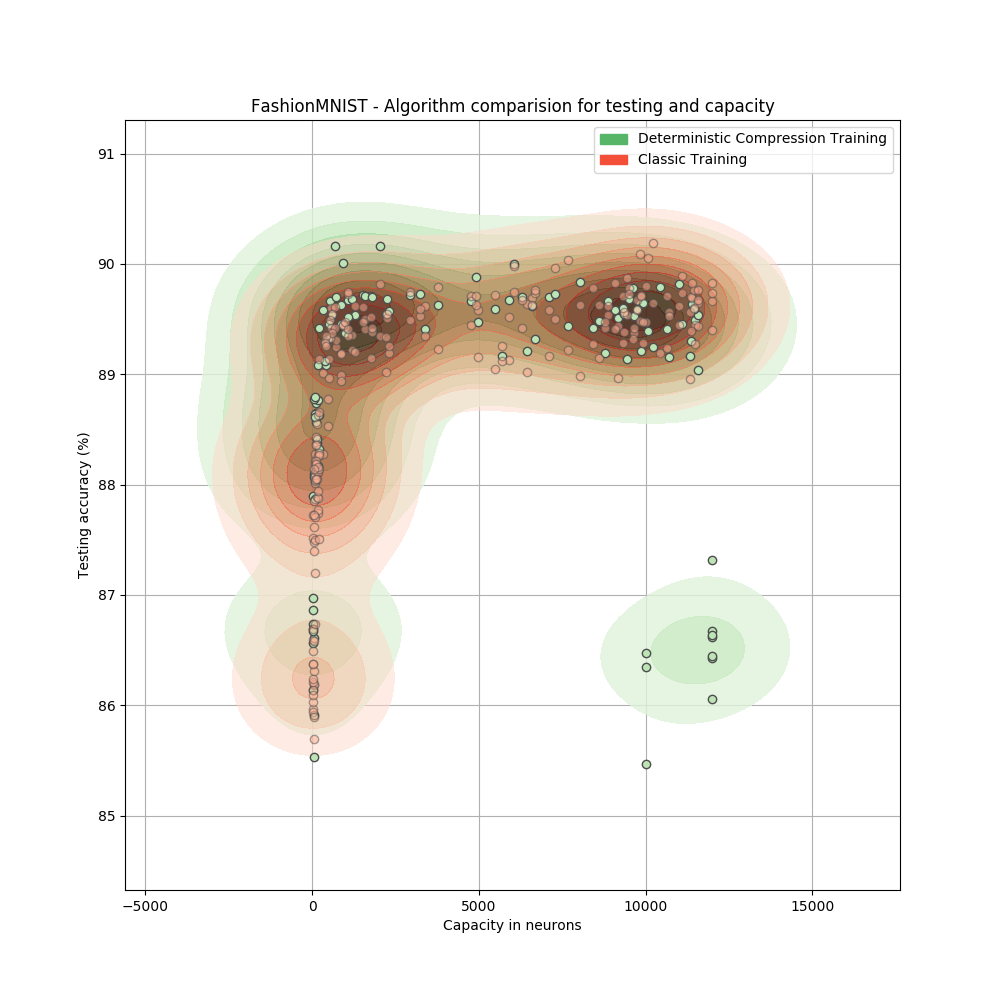 FashionMNIST - Algorithm comparision for testing and capacity
Deterministic Compression Training
Classic Training
91
90
89
88
87
86
85
Testing accuracy (%)
−5000 0 5000 10000 15000
Capacity in neurons